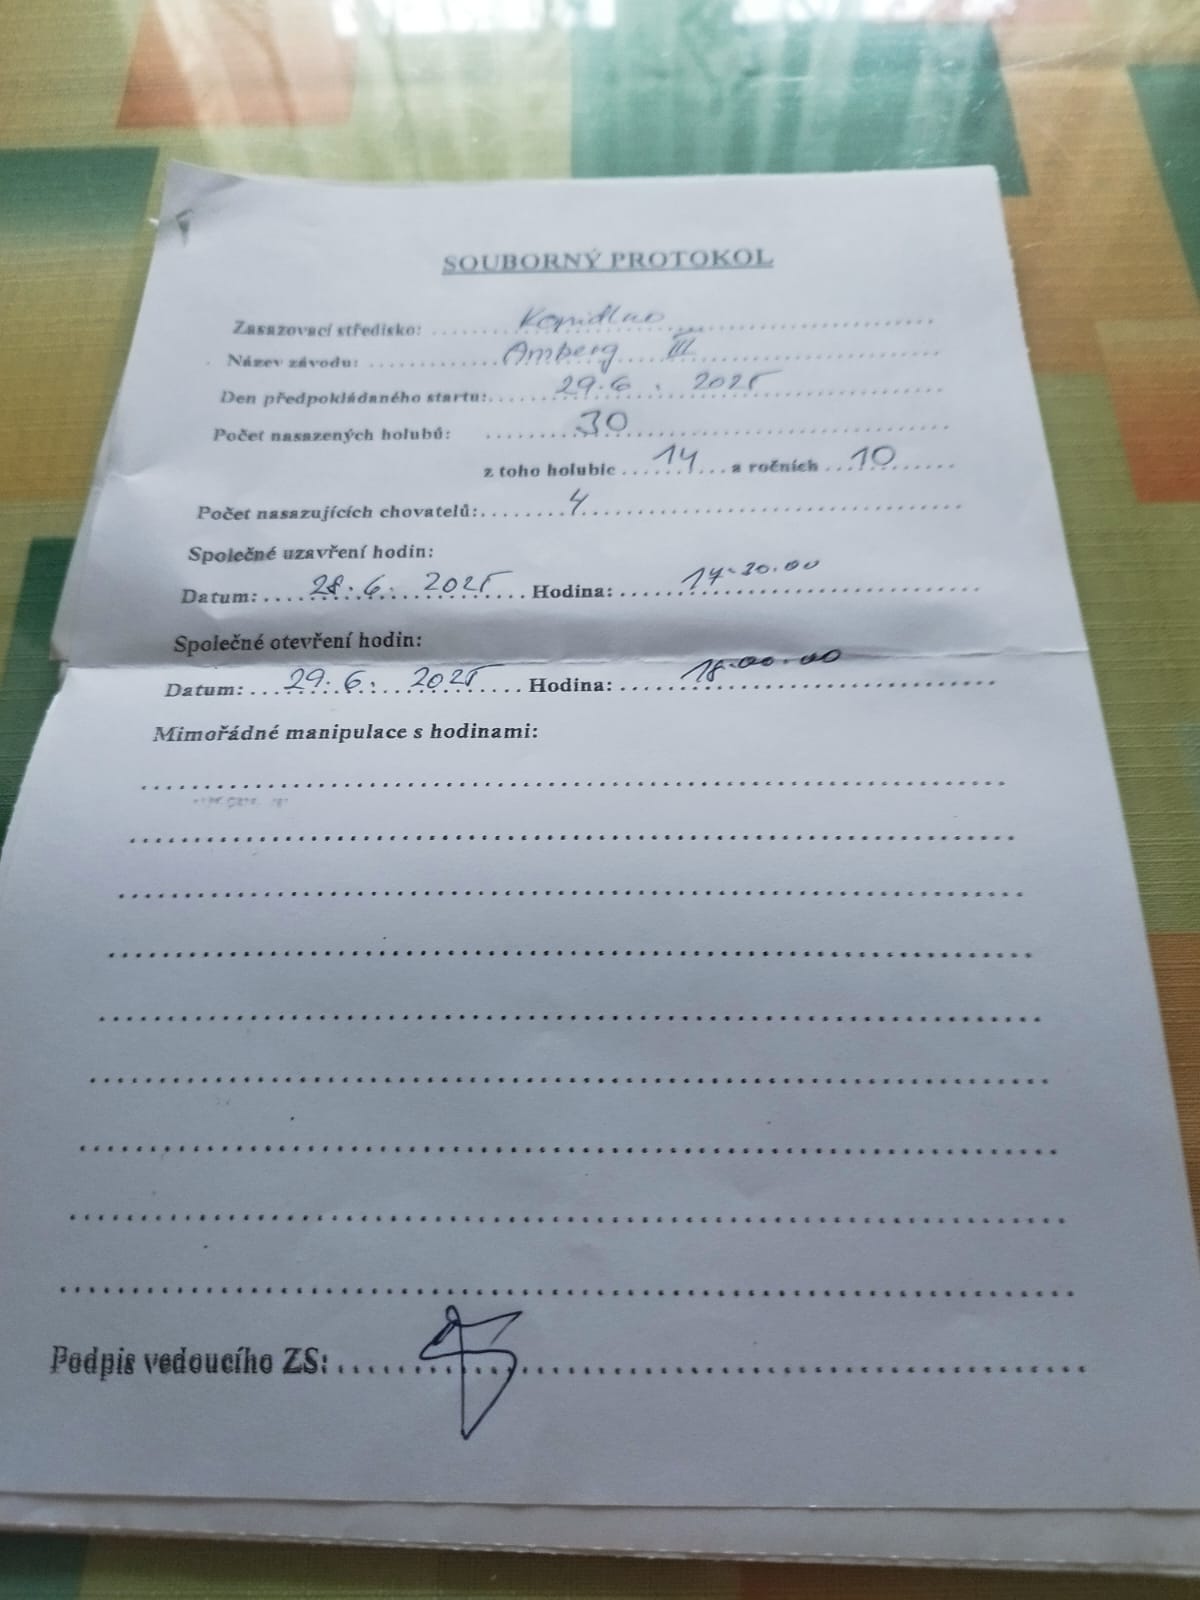 SOUBORNÝ PROTOKOL
Zasazovací středisko: Kopidlno
Název závodu: Amberg III
Den předpokládaného startu: 29.6. 2025
Počet nasazených holubů: 30
z toho holubic 14 a ročních 10
Počet nasazujících chovatelů: 4
Společné uzavření hodin:
Datum: 28.6. 2025 Hodina: 17.30.00
Společné otevření hodin:
Datum: 29.6. 2025 Hodina: 18.00.00
Mimořádné manipulace s hodinami:
Podpis vedoucího ZS: